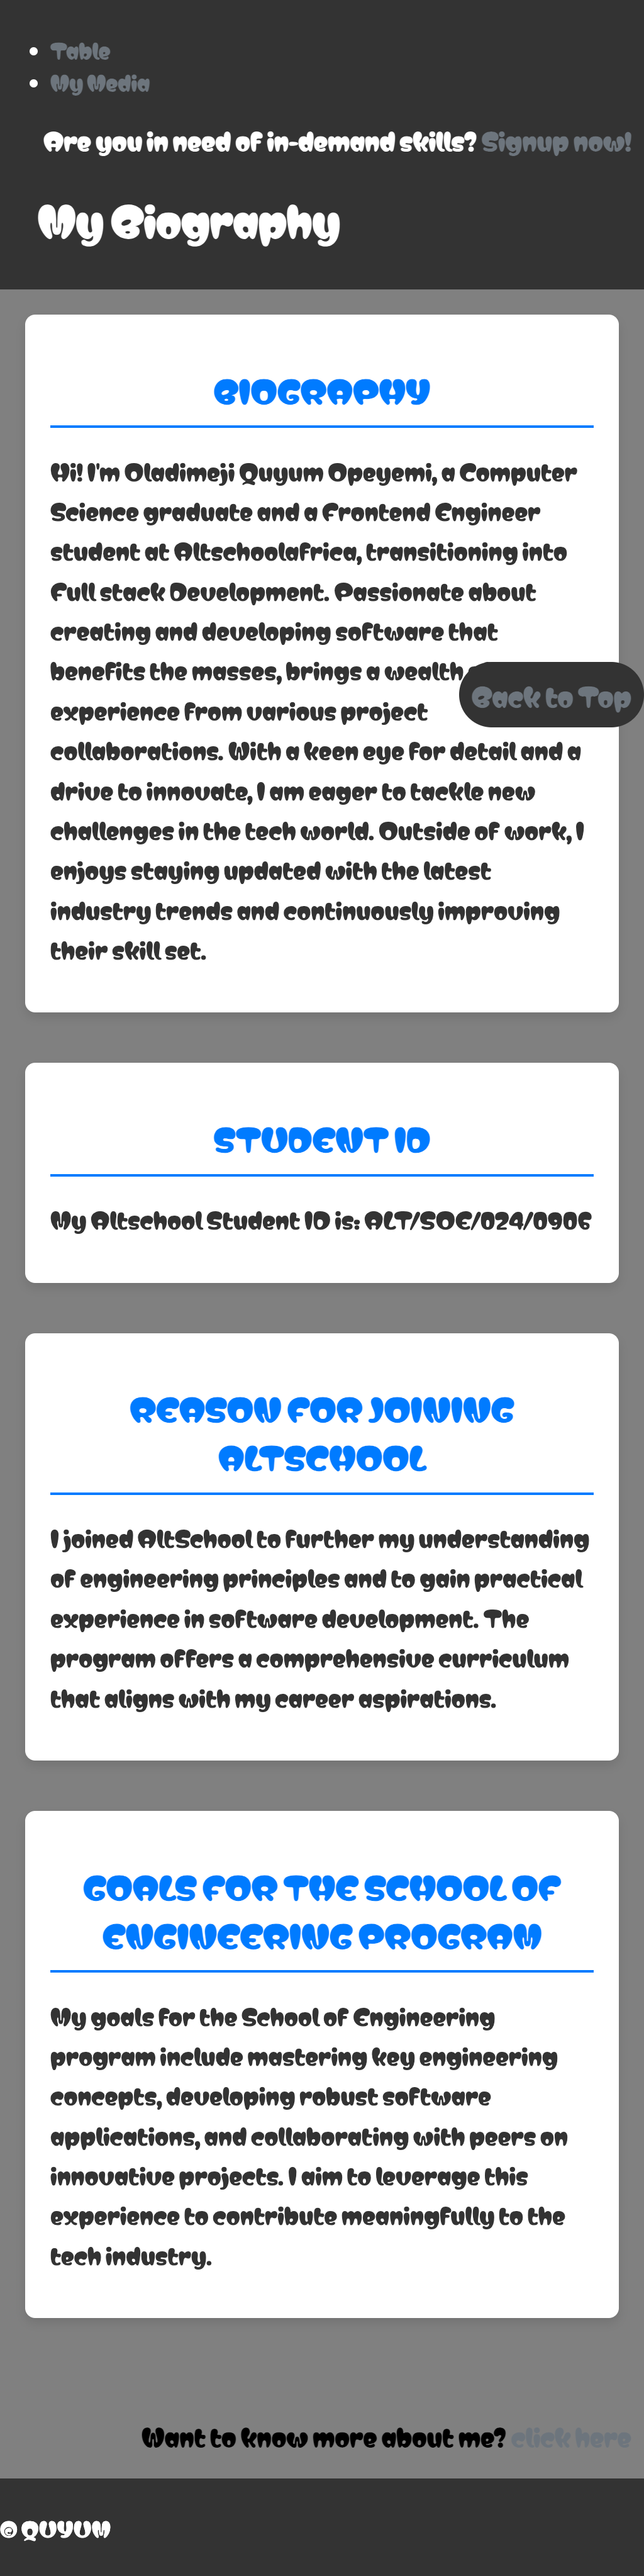 Table
My Media
Are you in need of in-demand skills? Signup now!
My Biography
BIOGRAPHY
Hi! I'm Oladimeji Quyum Opeyemi, a Computer
Science graduate and a Frontend Engineer
student at Altschoolafrica, transitioning into
Full stack Development. Passionate about
creating and developing software that
benefits the masses, brings a wealth
experience from various project
Back to Top
collaborations. With a keen eye for detail and a
drive to innovate, I am eager to tackle new
challenges in the tech world. Outside of work, I
enjoys staying updated with the latest
industry trends and continuously improving
their skill set.
STUDENT ID
My Altschool Student ID is: ALT/SOE/024/0906
REASON FOR JOINING
ALTSCHOOL
I joined AltSchool to further my understanding
of engineering principles and to gain practical
experience in software development. The
program offers a comprehensive curriculum
that aligns with my career aspirations.
GOALS FOR THE SCHOOL OF
ENGINEERING PROGRAM
My goals for the School of Engineering
program include mastering key engineering
concepts, developing robust software
applications, and collaborating with peers on
innovative projects. I aim to leverage this
experience to contribute meaningfully to the
tech industry.
Want to know more about me? click here
© QUYUM